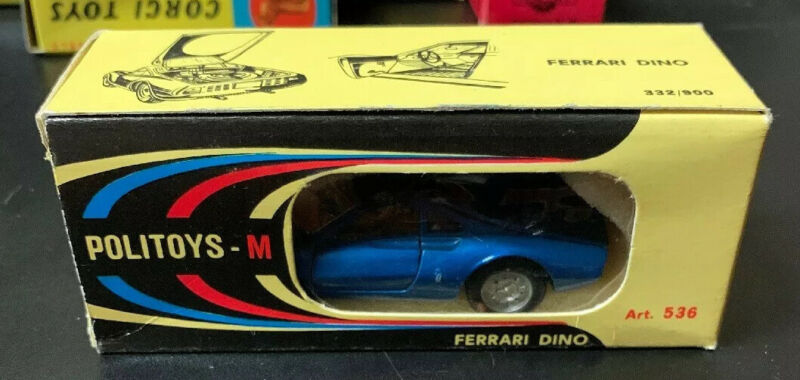 CORGI TOYS
FERRARI DINO
332/900
POLITOYS-M
Art. 536
FERRARI DINO